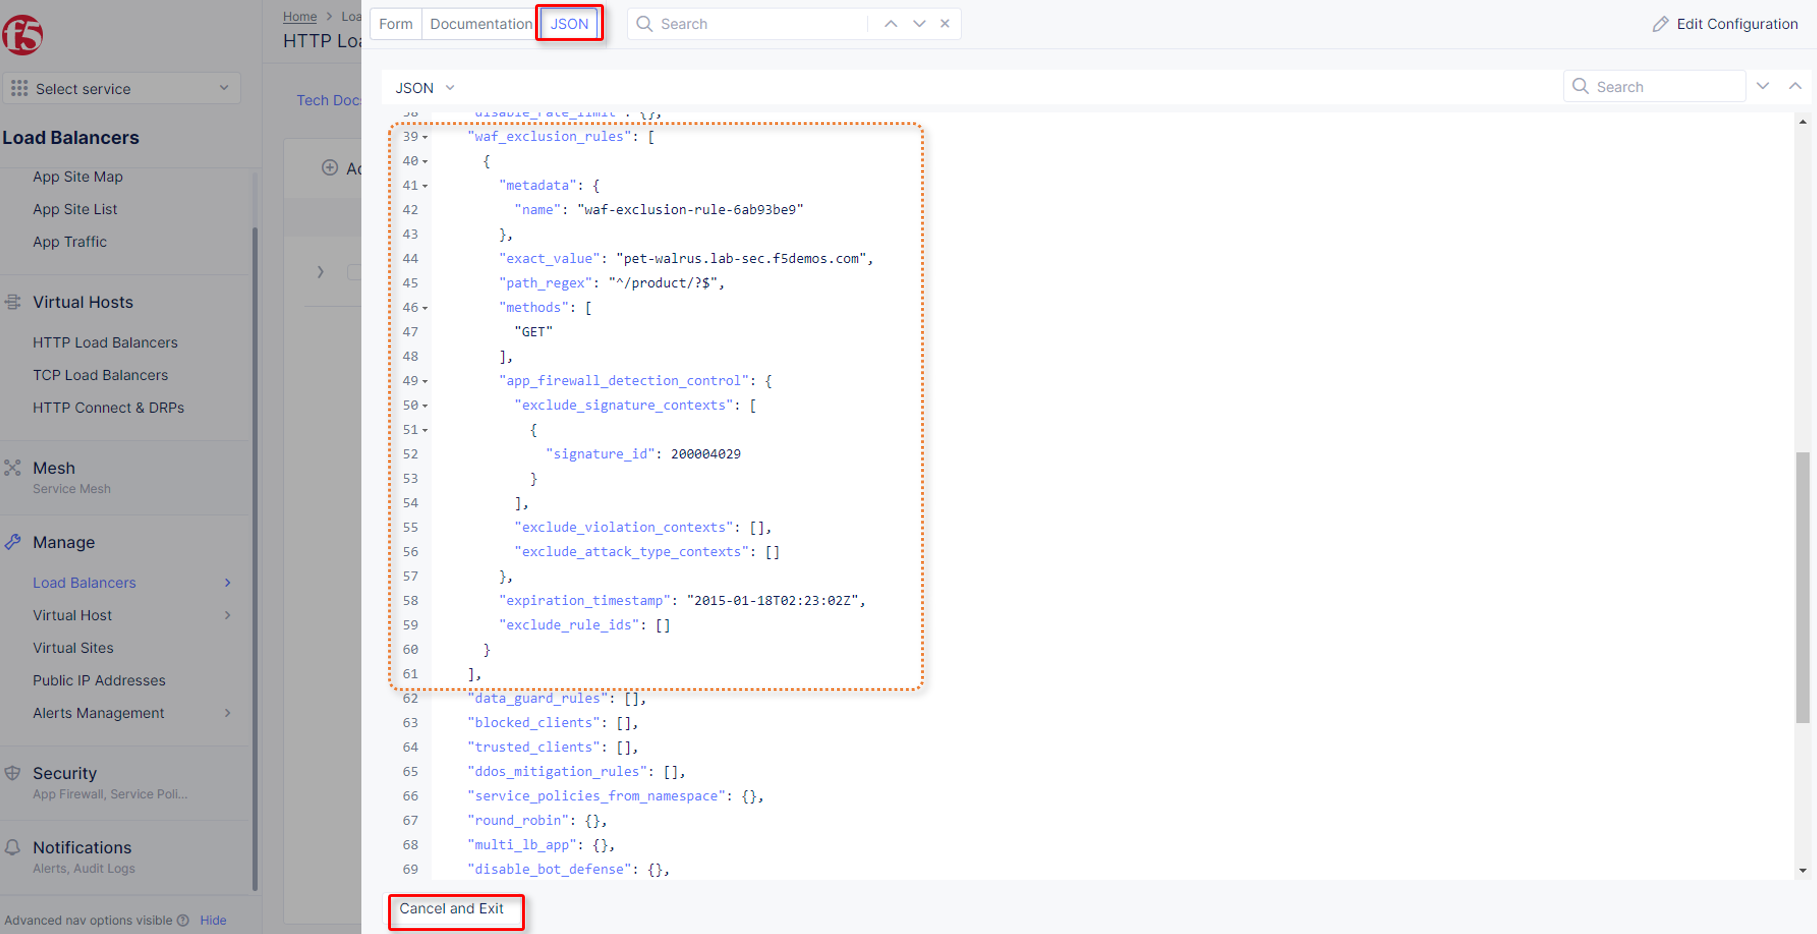 f5
Select service
Load Balancers
App Site Map
App Site List
App Traffic
Virtual Hosts
HTTP Load Balancers
TCP Load Balancers
HTTP Connect & DRPs
Mesh
Service Mesh
Manage
Load Balancers
Virtual Host
Virtual Sites
Public IP Addresses
Alerts Management
Security
App Firewall, Service Poli...
Notifications
Alerts, Audit Logs
Advanced nav options visible Hide
Home > Loa
HTTP Loa
Tech Docs
Ad
Form Documentation JSON Search Edit Configuration
JSON Search
38 "disable_rate_limit": {},
39 "waf_exclusion_rules": [
40 {
41 "metadata": {
42 "name": "waf-exclusion-rule-6ab93be9"
43 },
44 "exact_value": "pet-walrus.lab-sec.f5demos.com",
45 "path_regex": "^/product/?$",
46 "methods": [
47 "GET"
48 ],
49 "app_firewall_detection_control": {
50 "exclude_signature_contexts": [
51 {
52 "signature_id": 200004029
53 }
54 ],
55 "exclude_violation_contexts": [],
56 "exclude_attack_type_contexts": []
57 },
58 "expiration_timestamp": "2015-01-18T02:23:02Z",
59 "exclude_rule_ids": []
60 }
61 ],
62 "data_guard_rules": [],
63 "blocked_clients": [],
64 "trusted_clients": [],
65 "ddos_mitigation_rules": [],
66 "service_policies_from_namespace": {},
67 "round_robin": {},
68 "multi_lb_app": {},
69 "disable_bot_defense": {},
Cancel and Exit